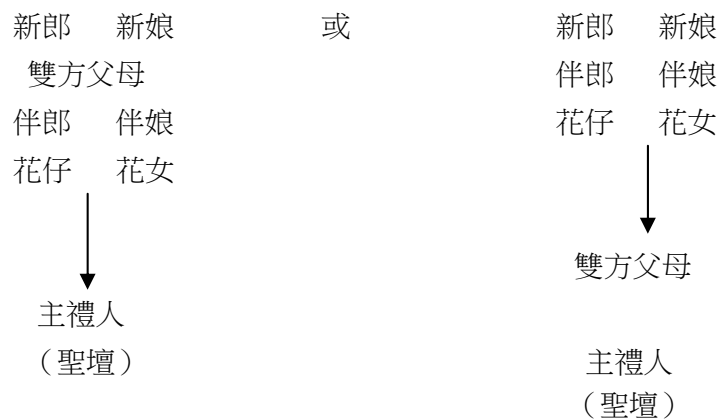 新郎 新娘
雙方父母
伴郎 伴娘
花仔 花女
主禮人
（聖壇）
或
新郎 新娘
伴郎 伴娘
花仔 花女
雙方父母
主禮人
（聖壇）